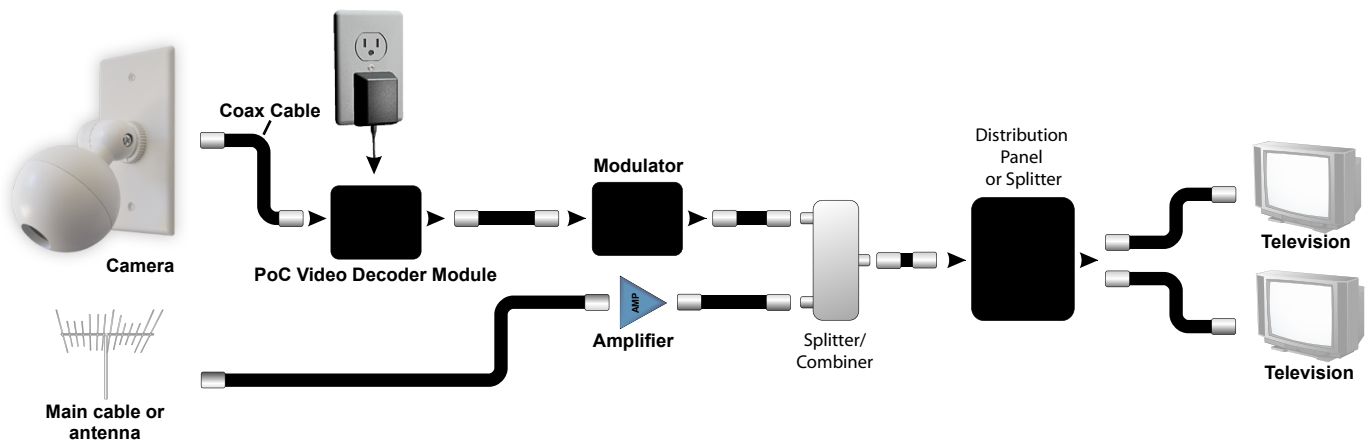 Coax Cable
Camera
PoC Video Decoder Module
Modulator
Main cable or
antenna
AMP
Amplifier
Splitter/
Combiner
Distribution
Panel
or Splitter
Television
Television